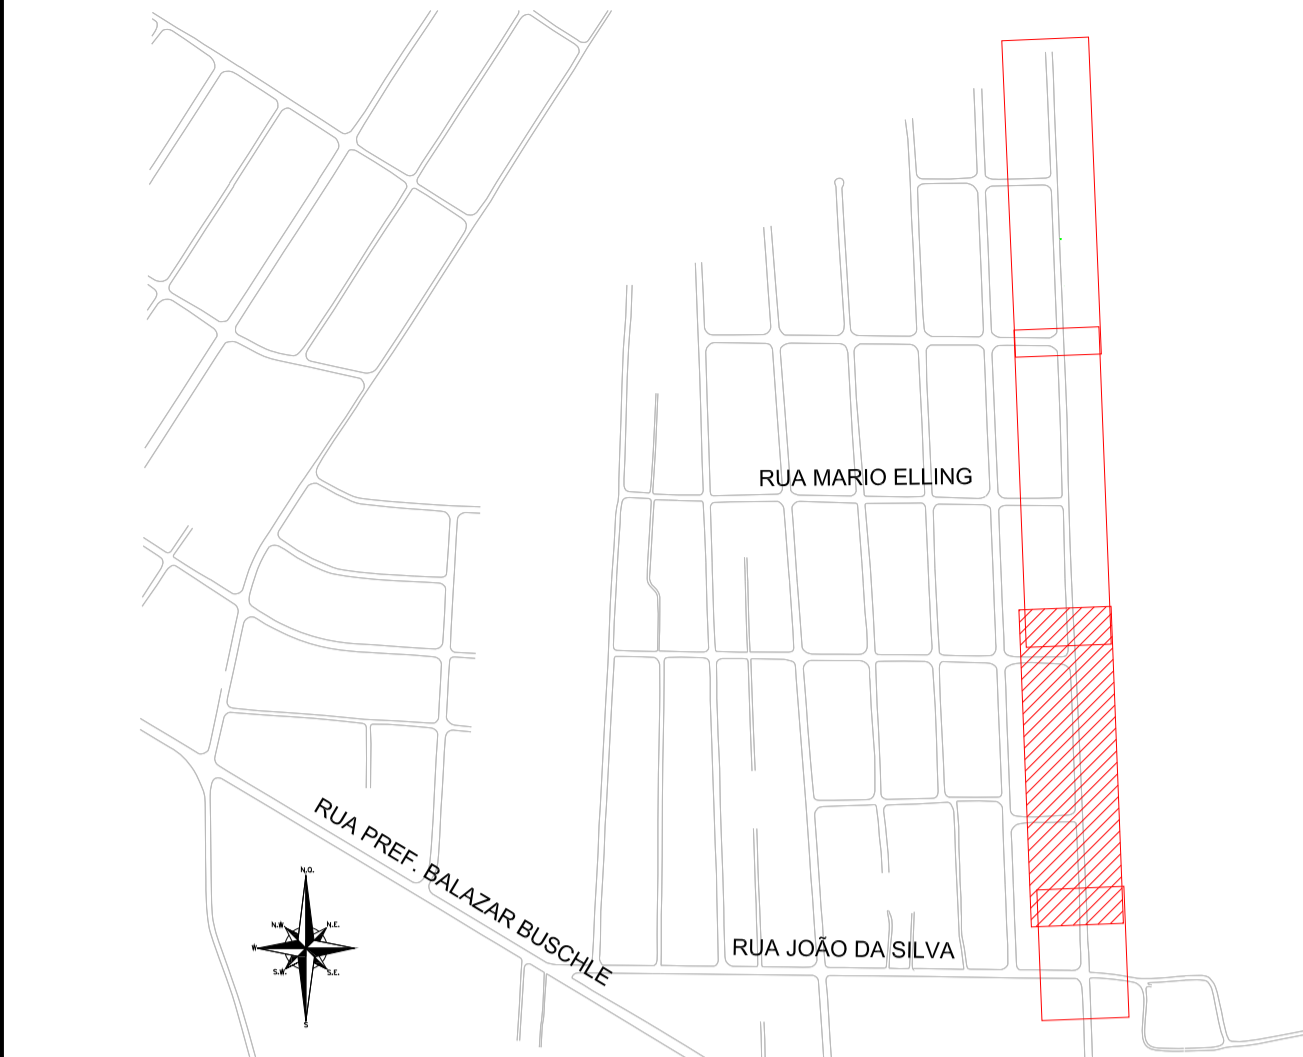 RUA MARIO ELLING
RUA PREF. BALAZAR BUSCHLE
RUA JOÃO DA SILVA
N.O.
N.W
N.E.
W
S.W.
S.E.
S